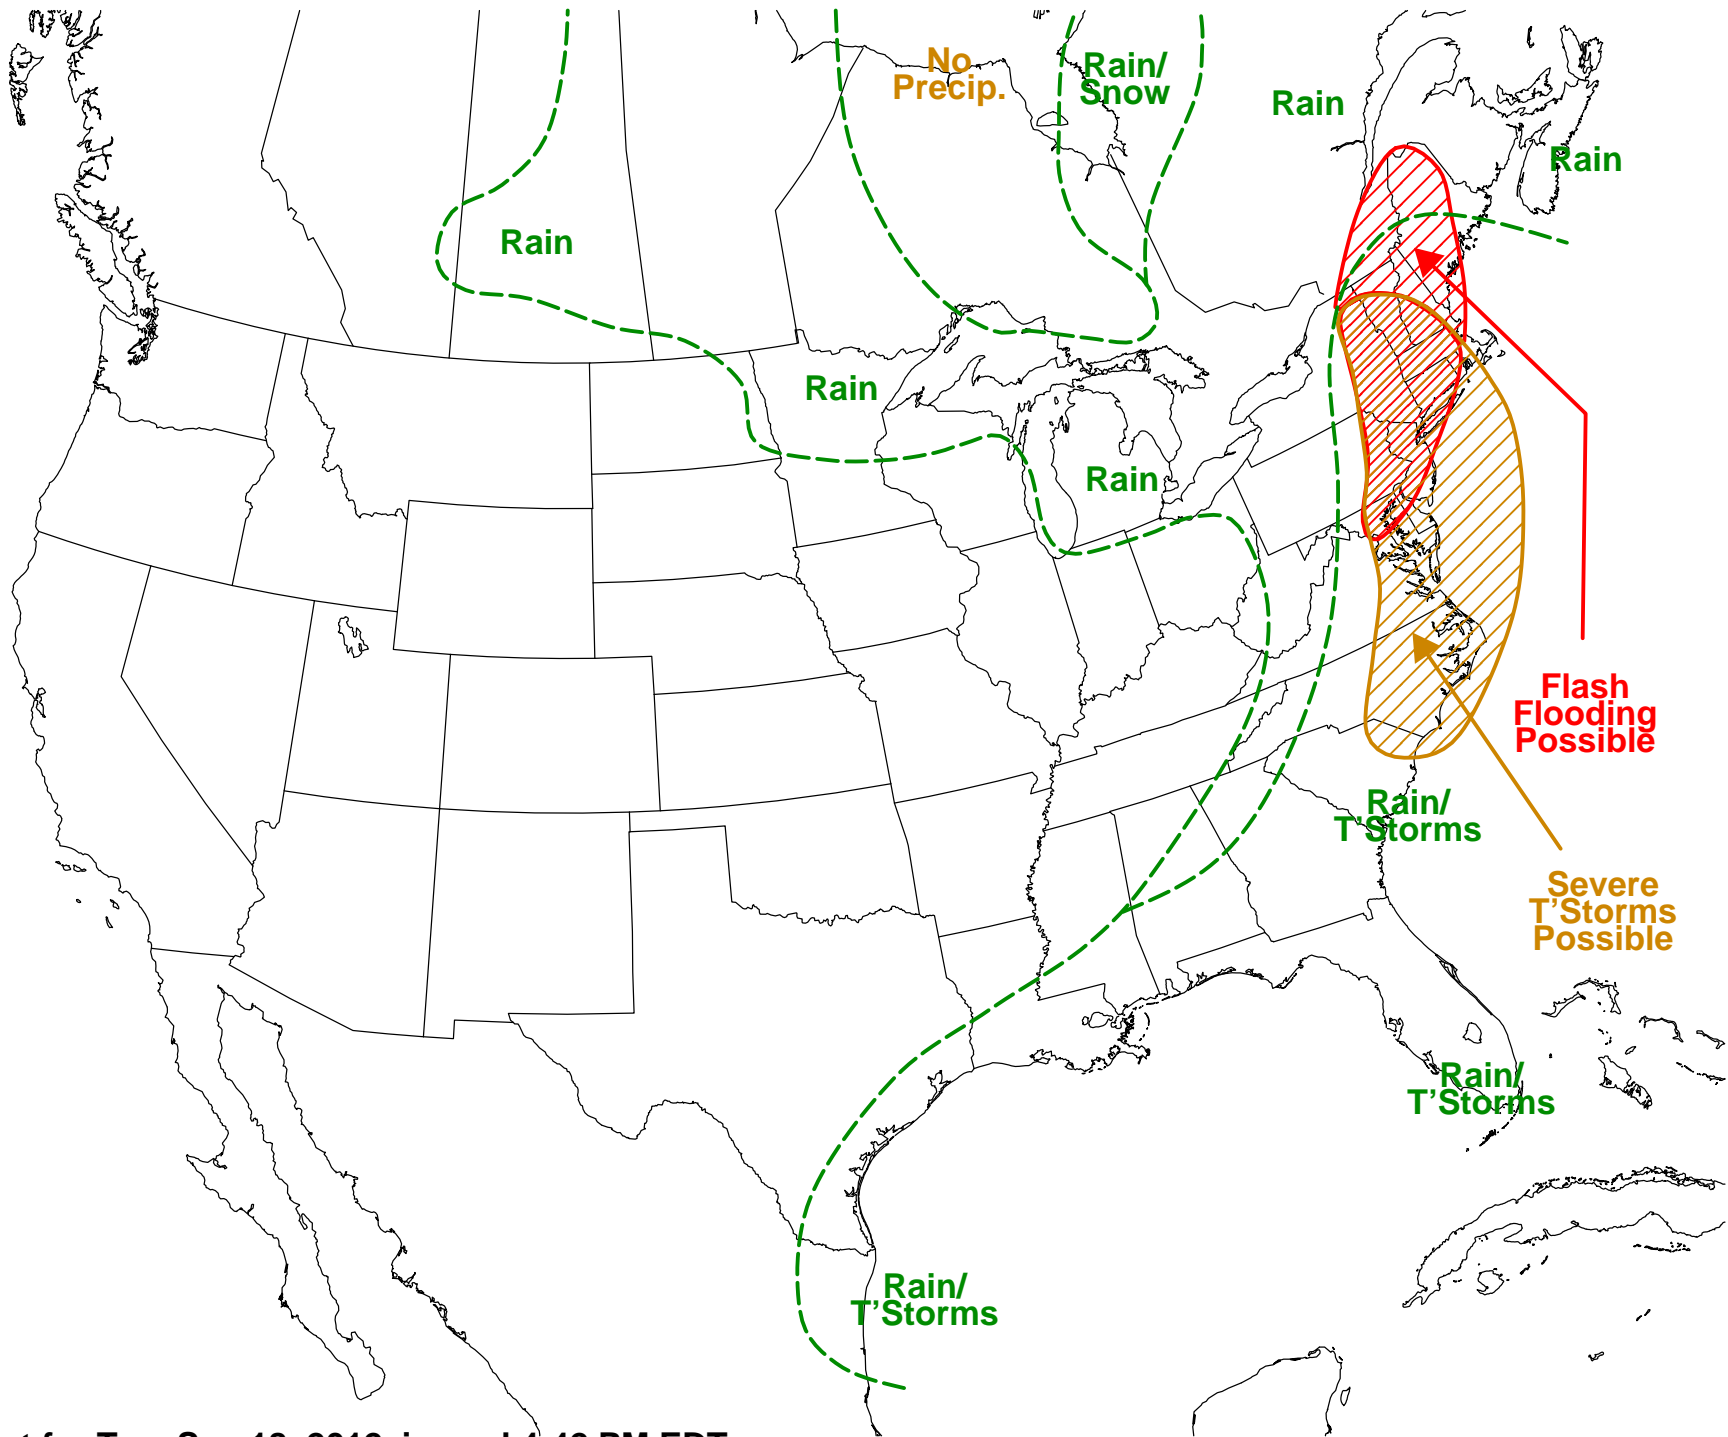 No
Precip.
Rain/
Snow
Rain
Rain
Rain
Rain
Rain
Flash
Flooding
Possible
Rain/
T'Storms
Severe
T'Storms
Possible
Rain/
T'Storms
Rain/
T'Storms